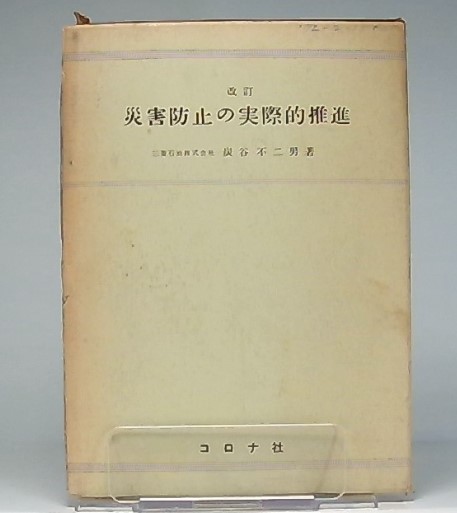 改訂
災害防止の実際的推進
三菱石油株式会社 炭谷不二男著
コロナ社